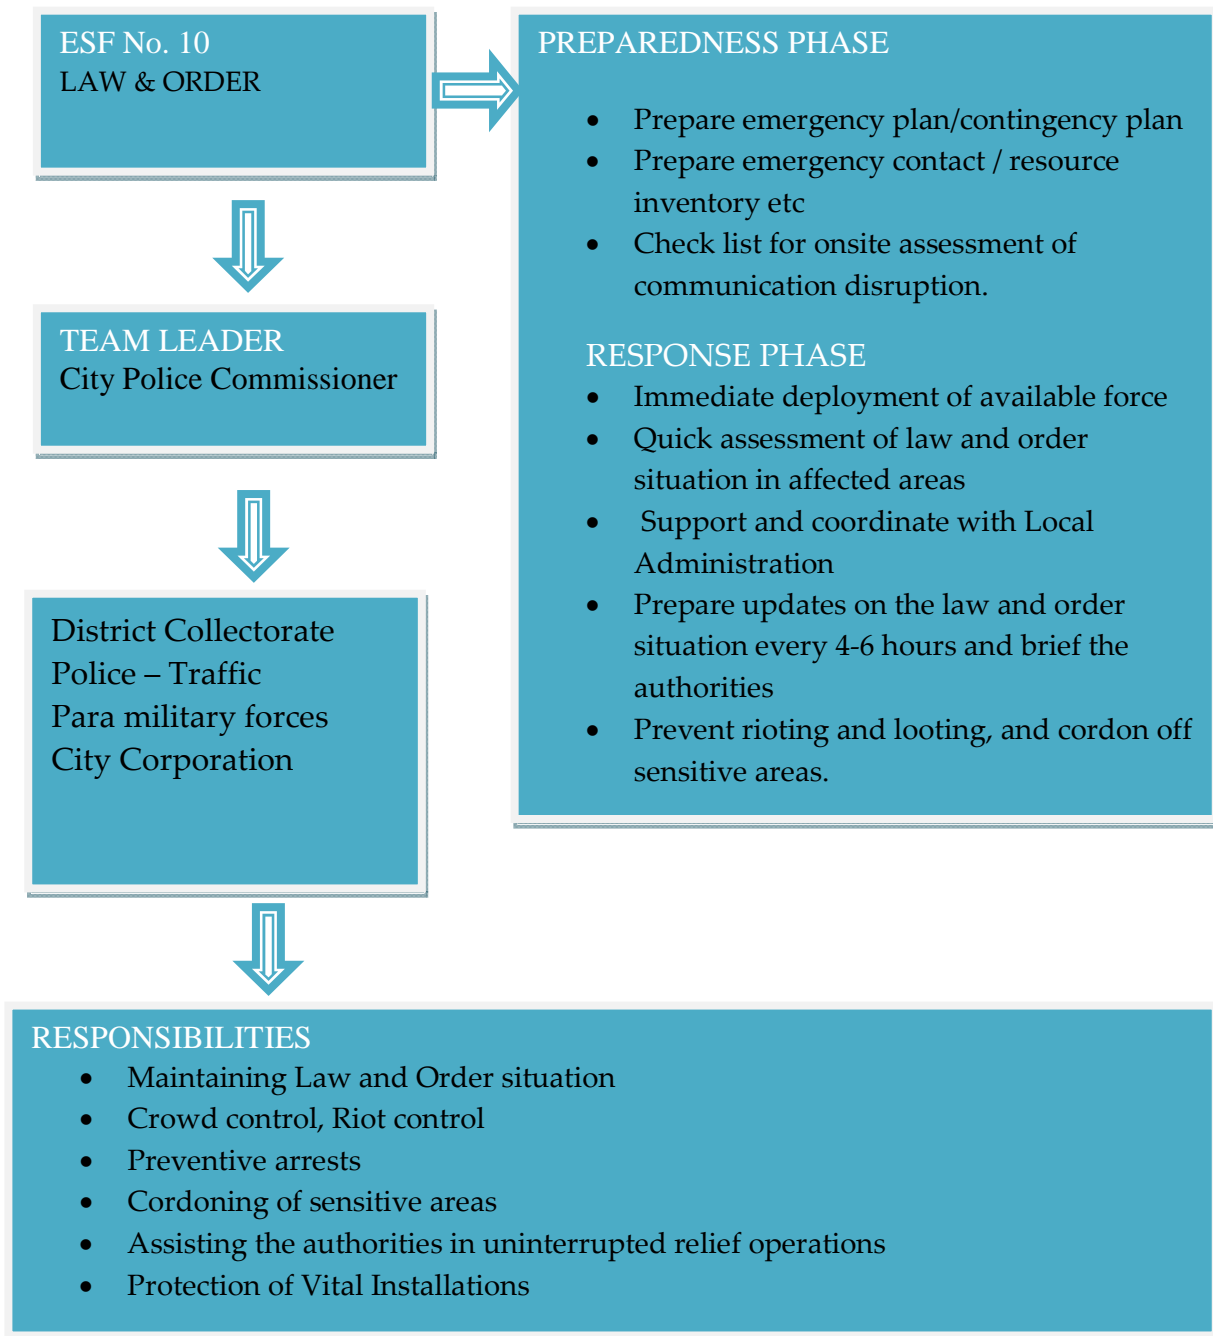 ESF No. 10
LAW & ORDER
PREPAREDNESS PHASE
• Prepare emergency plan/contingency plan
• Prepare emergency contact / resource
inventory etc
• Check list for onsite assessment of
communication disruption.
RESPONSE PHASE
• Immediate deployment of available force
• Quick assessment of law and order
situation in affected areas
• Support and coordinate with Local
Administration
• Prepare updates on the law and order
situation every 4-6 hours and brief the
authorities
• Prevent rioting and looting, and cordon off
sensitive areas.
TEAM LEADER
City Police Commissioner
District Collectorate
Police – Traffic
Para military forces
City Corporation
RESPONSIBILITIES
• Maintaining Law and Order situation
• Crowd control, Riot control
• Preventive arrests
• Cordoning of sensitive areas
• Assisting the authorities in uninterrupted relief operations
• Protection of Vital Installations